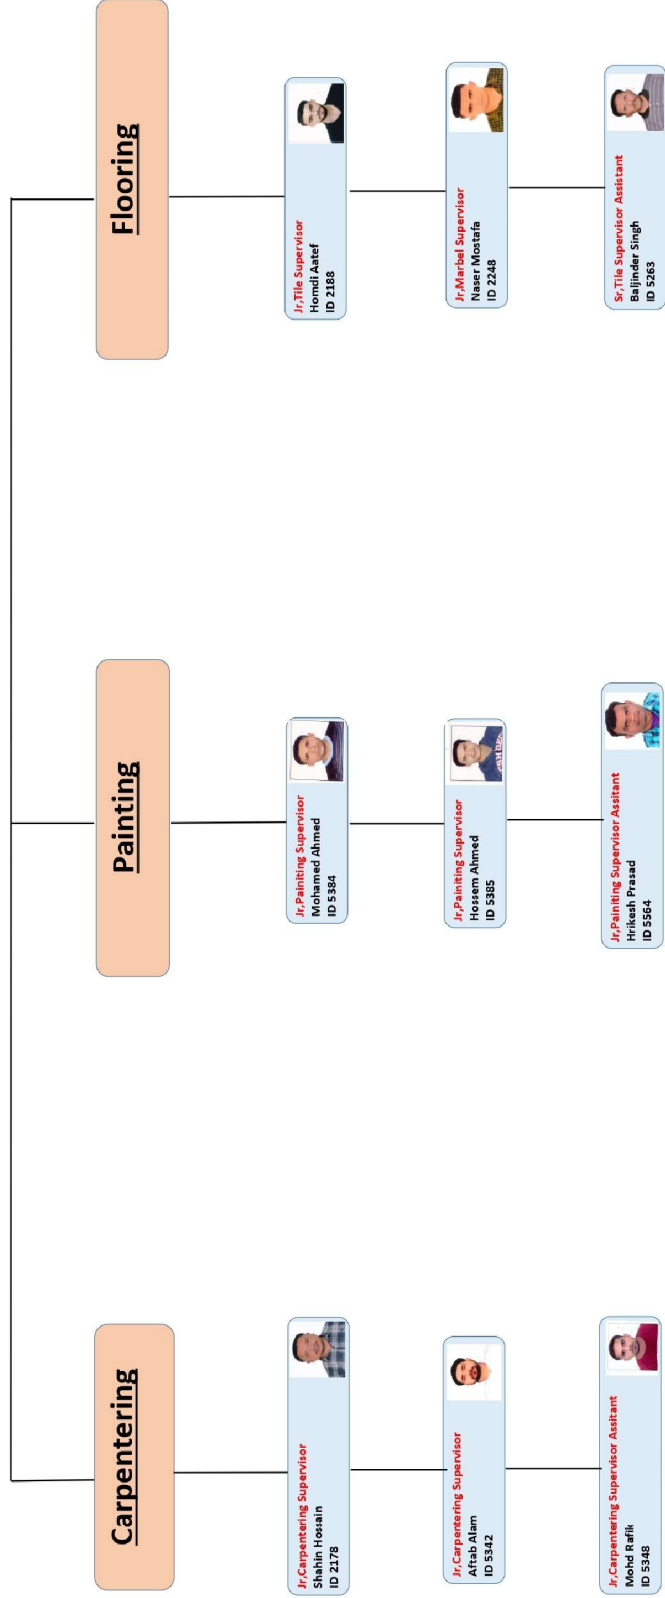 Carpentering
Painting
Flooring
Jr,Carpentering Supervisor
Shahin Hossain
ID 2178
Jr,Painiting Supervisor
Mohamed Ahmed
ID 5384
Jr,Tile Supervisor
Homdi Aatef
ID 2188
Jr,Carpentering Supervisor
Aftab Alam
ID 5342
Jr,Painiting Supervisor
Hossem Ahmed
ID 5385
Jr,Marbel Supervisor
Naser Mostafa
ID 2248
Jr,Carpentering Supervisor Assitant
Mohd Rafik
ID 5348
Jr,Painiting Supervisor Assitant
Hrikesh Prasad
ID 5564
Sr,Tile Supervisor Assistant
Baljinder Singh
ID 5263